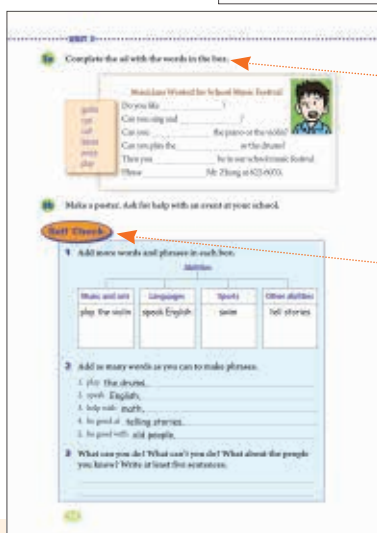 UNIT
3a Complete the ad with the words in the box.
Musicians Wanted for School Music Festival
Do you like ?
Can you sing and ?
Can you the piano or the violin?
Can you play the or the drums?
Then you be in our school music festival.
Please Mr. Zhang at 622-6033.
can
call
music
play
3b Make a poster. Ask for help with an event at your school.
Self Check
1 Add more words and phrases in each box.
Abilities
Music and arts Languages Sports Other abilities
play the violin speak English swim tell stories
2 Add as many words as you can to make phrases.
1. play the drums,
2. speak English,
3. help with math,
4. be good at telling stories,
5. be good with old people,
3 What can you do? What can't you do? What about the people
you know? Write at least five sentences.